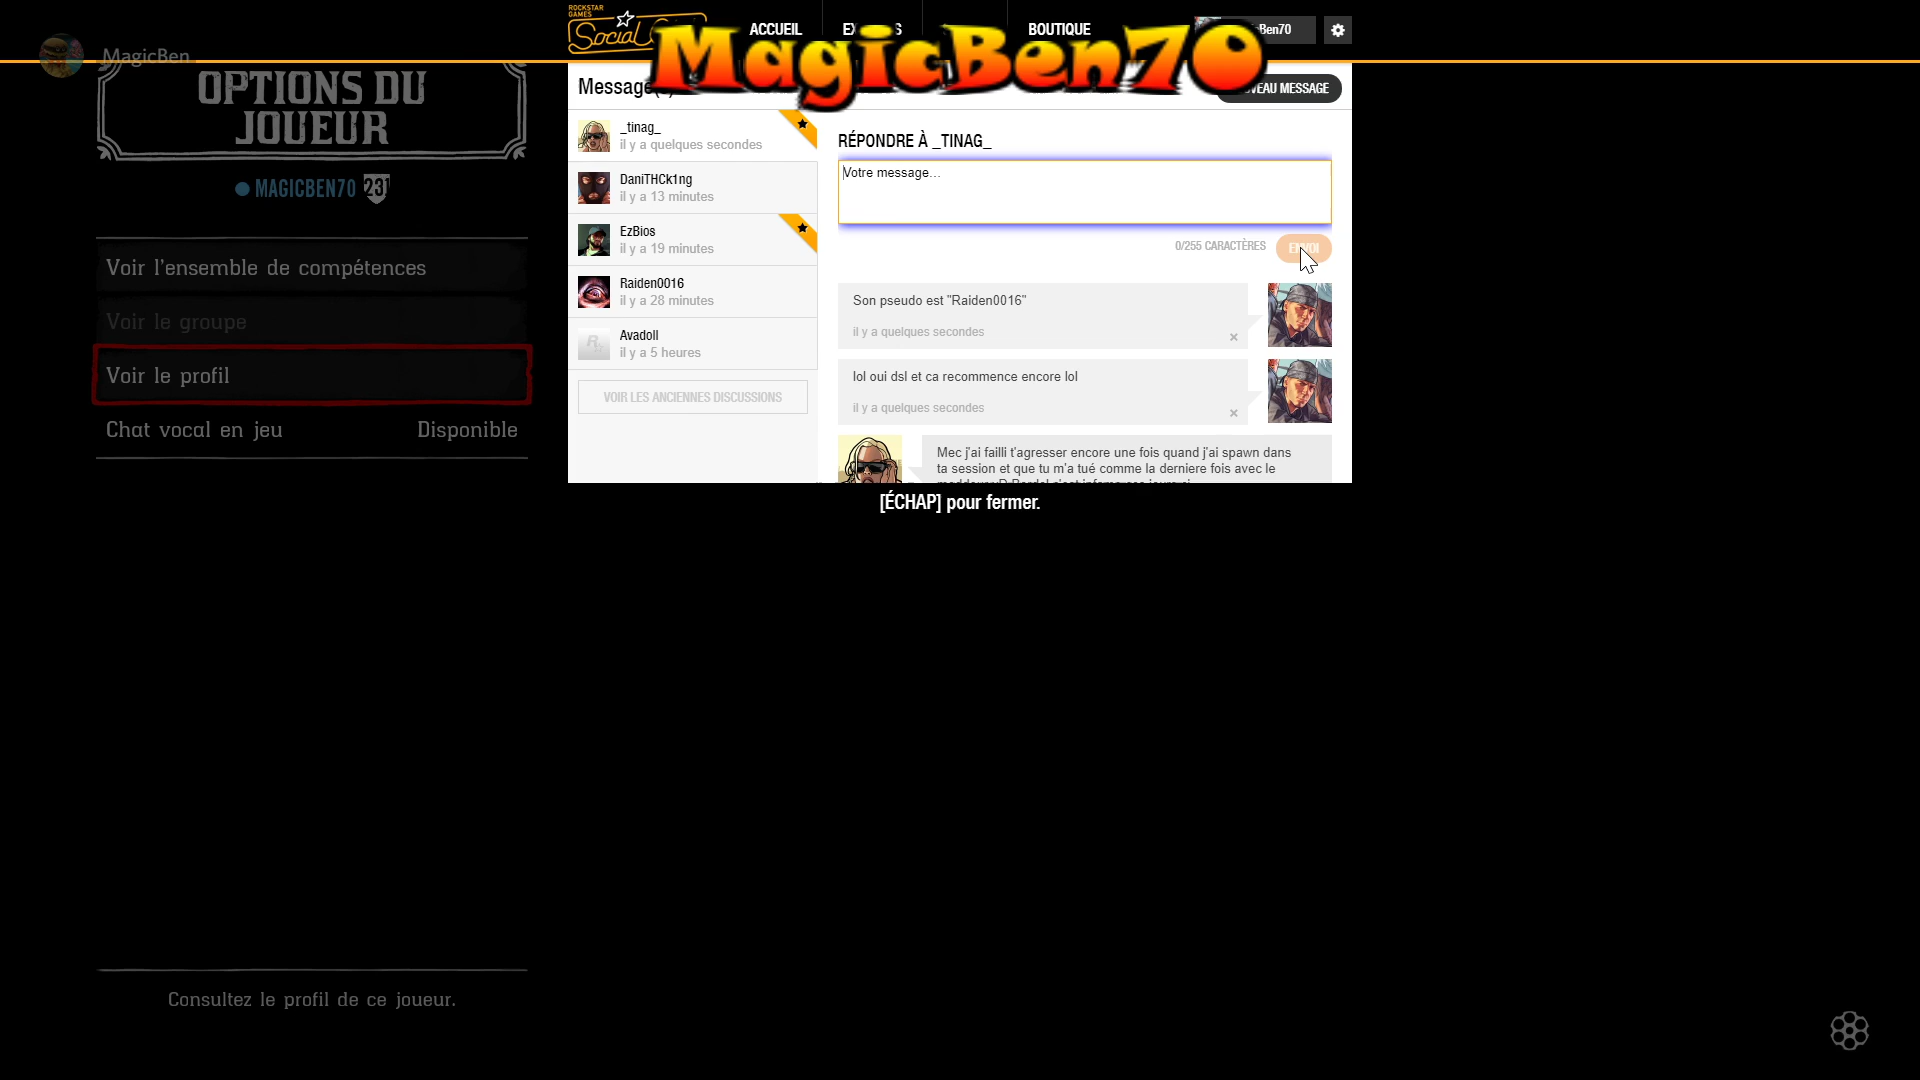 ROCKSTAR
GAMES
Social
ACCUEIL
BOUTIQUE
Ben70
MagicBen
MagicBen70
OPTIONS DU
JOUEUR
MAGICBEN70 231
Voir l'ensemble de compétences
Voir le groupe
Voir le profil
Chat vocal en jeu Disponible
Consultez le profil de ce joueur.
Message(
VEAU MESSAGE
_tinag_
il y a quelques secondes
DaniTHCk1ng
il y a 13 minutes
EzBios
il y a 19 minutes
Raiden0016
il y a 28 minutes
Avadoll
il y a 5 heures
VOIR LES ANCIENNES DISCUSSIONS
RÉPONDRE À _TINAG_
Votre message...
0/255 CARACTÈRES
ENVOI
Son pseudo est "Raiden0016"
il y a quelques secondes
lol oui dsl et ca recommence encore lol
il y a quelques secondes
Mec j'ai failli t'agresser encore une fois quand j'ai spawn dans
ta session et que tu m'a tué comme la derniere fois avec le
[ÉCHAP] pour fermer.